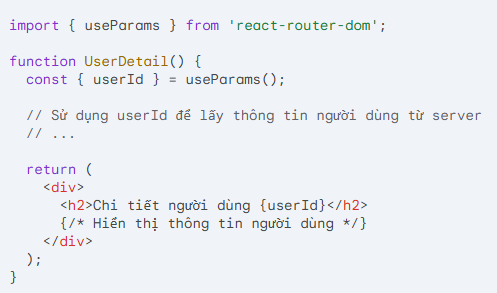 import { useParams } from 'react-router-dom';
function UserDetail() {
const { userId } = useParams();
// Sử dụng userId để lấy thông tin người dùng từ server
// ...
return (
<div>
<h2>Chi tiết người dùng {userId}</h2>
{/* Hiển thị thông tin người dùng */}
</div>
);
}